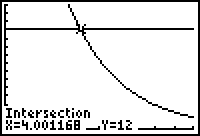 Intersection
X=4.001168 Y=12